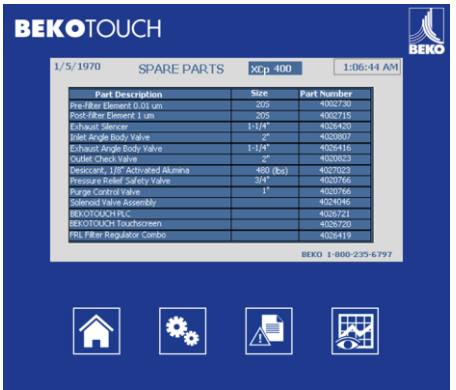 BEKOTOUCH
BEKO
1/5/1970 SPARE PARTS XCp 400 1:06:44 AM
Part Description Size Part Number
Pre-filter Element 0.01 um 205 4002730
Post-filter Element 1 um 205 4002715
Exhaust Silencer 1-1/4" 4026420
Inlet Angle Body Valve 2" 4020807
Exhaust Angle Body Valve 1-1/4" 4026416
Outlet Check Valve 2" 4020823
Desiccant, 1/8" Activated Alumina 480 (lbs) 4027023
Pressure Relief Safety Valve 3/4" 4020766
Purge Control Valve 1" 4020766
Solenoid Valve Assembly 4024046
BEKOTOUCH PLC 4026721
BEKOTOUCH Touchscreen 4026720
FRL Filter Regulator Combo 4026419
BEKO 1-800-235-6797